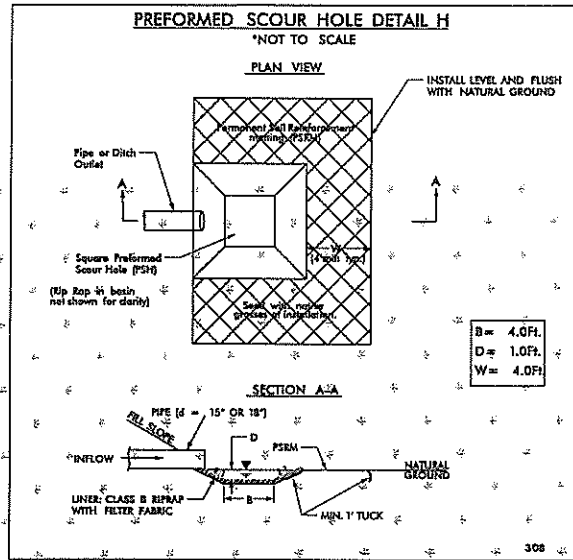 PREFORMED SCOUR HOLE DETAIL H
*NOT TO SCALE
PLAN VIEW
INSTALL LEVEL AND FLUSH
WITH NATURAL GROUND
Permanent Soil Reinforcement
matting (PSRM)
Pipe or Ditch
Outlet
A
A
W
(4 typ.)
Square Preformed
Scour Hole (PSH)
(Rip Rap in basin
not shown for clarity)
Seed with native
grasses at installation.
B = 4.0Ft.
D = 1.0Ft.
W = 4.0Ft.
SECTION A-A
PIPE (d = 15" OR 18")
FILL SLOPE
D
PSRM
INFLOW
NATURAL
GROUND
LINER: CLASS B RIPRAP
WITH FILTER FABRIC
B
MIN. 1' TUCK
308